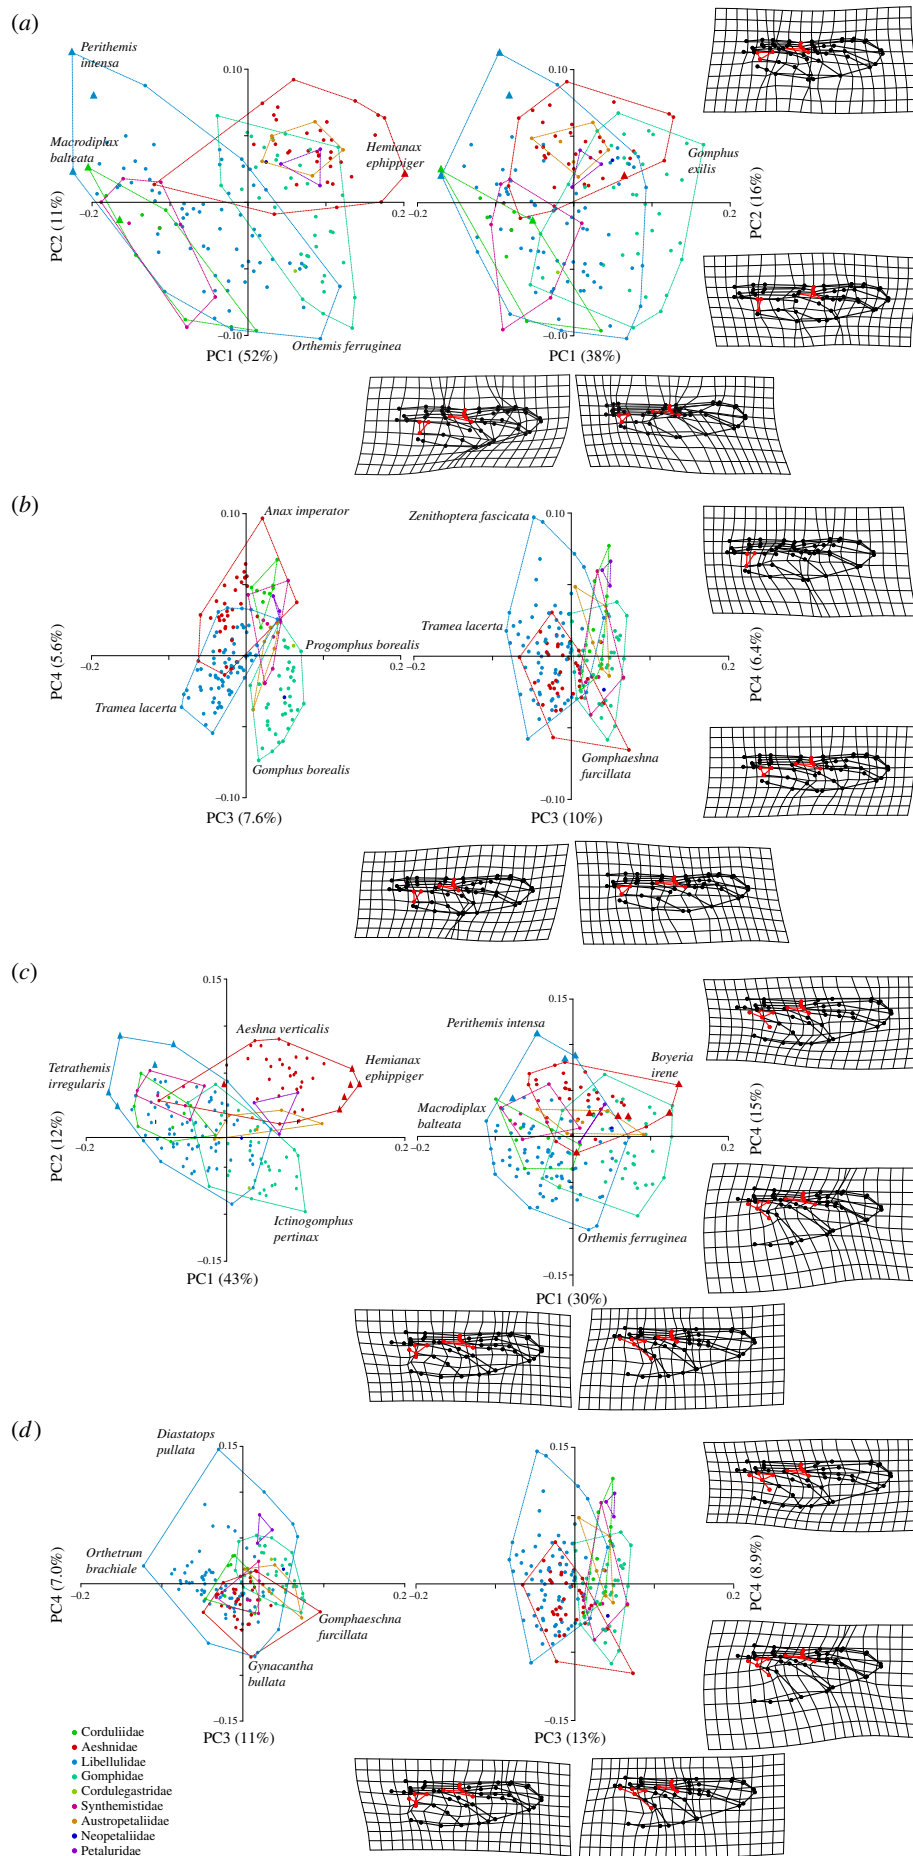 (a)
Perithemis
intensa
0.10
0.10
Macrodiplax
balteata
Hemianax
ephippiger
Gomphus
exilis
PC2 (11%)
–0.2
0.2
–0.2
0.2
PC2 (16%)
–0.10
–0.10
Orthemis ferruginea
PC1 (52%)
PC1 (38%)
(b)
0.10
Anax imperator
Zenithoptera fascicata
0.10
Tramea lacerta
Progomphus borealis
PC4 (5.6%)
–0.2
–0.2
0.2
PC4 (6.4%)
Tramea lacerta
Gomphus borealis
Gomphaeshna
furcillata
–0.10
–0.10
PC3 (7.6%)
PC3 (10%)
(c)
0.15
0.15
Aeshna verticalis
Perithemis intensa
Tetrathemis
irregularis
Hemianax
ephippiger
Boyeria
irene
Macrodiplax
balteata
PC2 (12%)
–0.2
–0.2
0.2
PC4 (15%)
Ictinogomphus
pertinax
Orthemis ferruginea
–0.15
–0.15
PC1 (43%)
PC1 (30%)
(d)
Diastatops
pullata
0.15
0.15
Orthetrum
brachiale
PC4 (7.0%)
–0.2
0.2
–0.2
0.2
PC4 (8.9%)
Gomphaeschna
furcillata
Gynacantha
bullata
–0.15
–0.15
PC3 (11%)
PC3 (13%)
Corduliidae
Aeshnidae
Libellulidae
Gomphidae
Cordulegastridae
Synthemistidae
Austropetaliidae
Neopetaliidae
Petaluridae